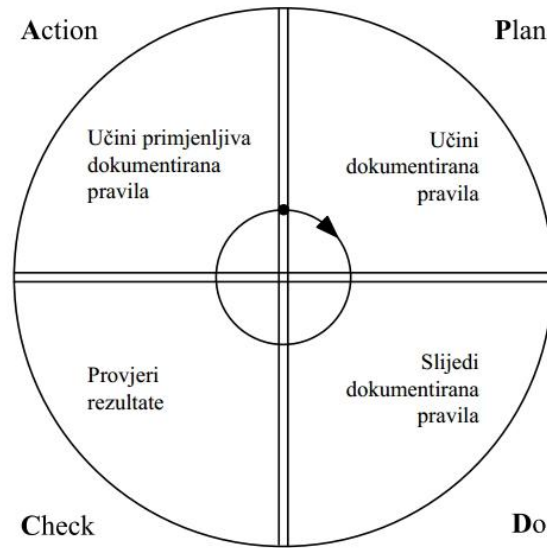 Action
Plan
Učini primjenljiva
dokumentirana
pravila
Učini
dokumentirana
pravila
Provjeri
rezultate
Slijedi
dokumentirana
pravila
Check
Do